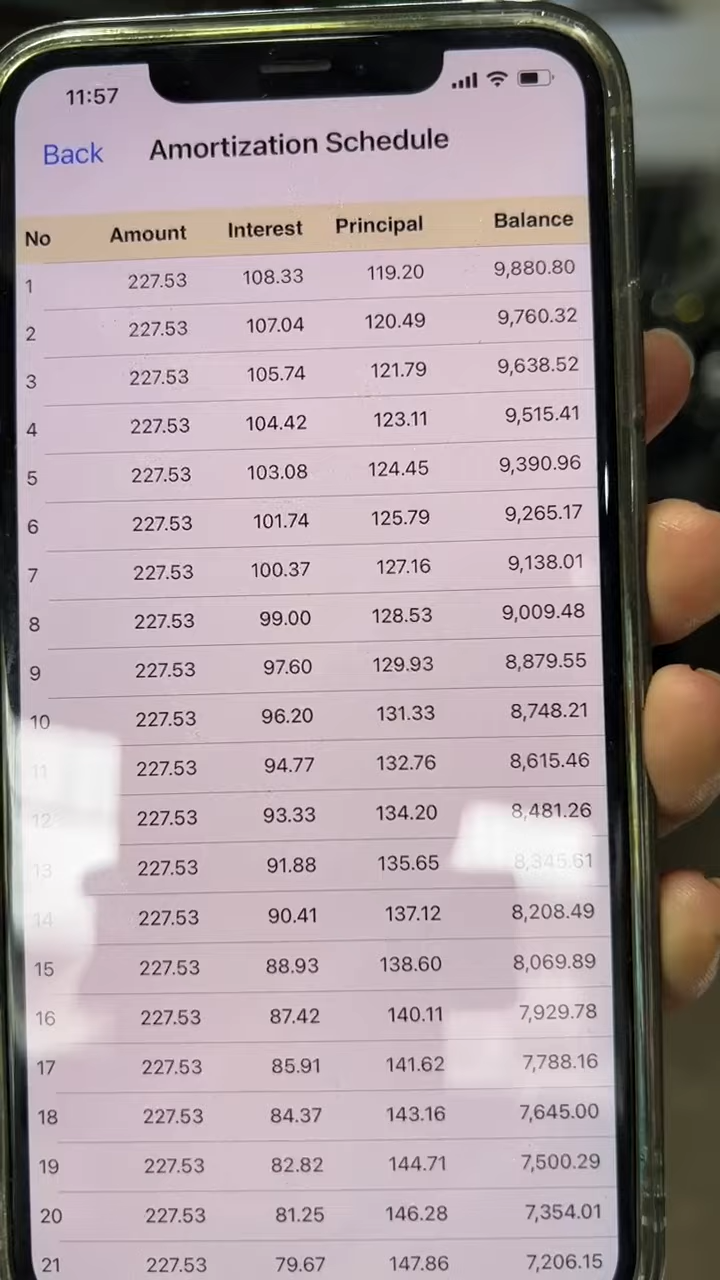 11:57
Back Amortization Schedule
No Amount Interest Principal Balance
1 227.53 108.33 119.20 9,880.80
2 227.53 107.04 120.49 9,760.32
3 227.53 105.74 121.79 9,638.52
4 227.53 104.42 123.11 9,515.41
5 227.53 103.08 124.45 9,390.96
6 227.53 101.74 125.79 9,265.17
7 227.53 100.37 127.16 9,138.01
8 227.53 99.00 128.53 9,009.48
9 227.53 97.60 129.93 8,879.55
10 227.53 96.20 131.33 8,748.21
11 227.53 94.77 132.76 8,615.46
12 227.53 93.33 134.20 8,481.26
13 227.53 91.88 135.65 8,345.61
14 227.53 90.41 137.12 8,208.49
15 227.53 88.93 138.60 8,069.89
16 227.53 87.42 140.11 7,929.78
17 227.53 85.91 141.62 7,788.16
18 227.53 84.37 143.16 7,645.00
19 227.53 82.82 144.71 7,500.29
20 227.53 81.25 146.28 7,354.01
21 227.53 79.67 147.86 7,206.15